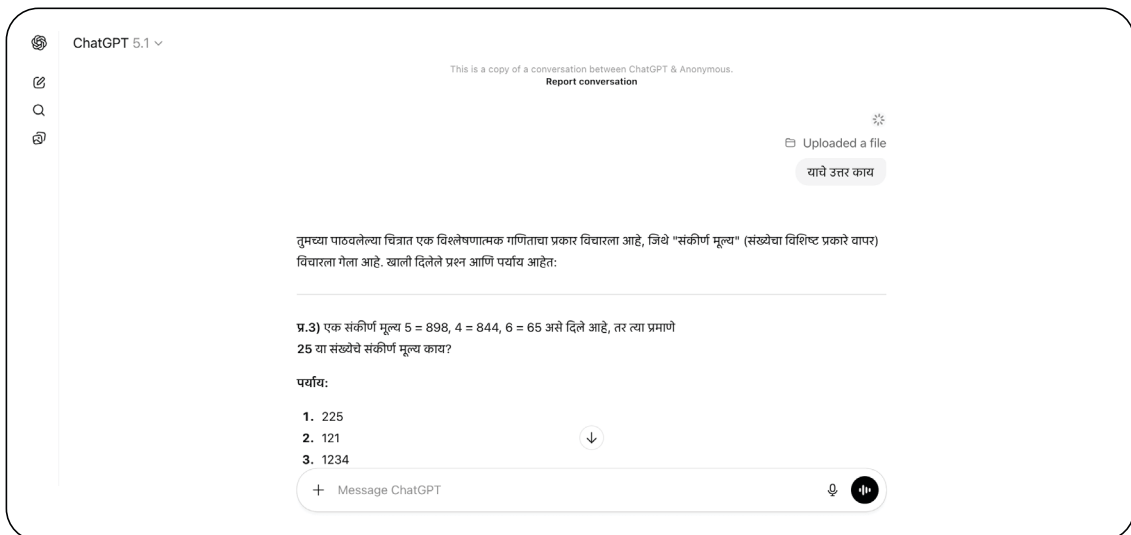 ChatGPT 5.1
This is a copy of a conversation between ChatGPT & Anonymous.
Report conversation
Uploaded a file
याचे उत्तर काय
तुमच्या पाठवलेल्या चित्रात एक विश्लेषणात्मक गणिताचा प्रकार विचारला आहे, जिथे "संकीर्ण मूल्य" (संख्येचा विशिष्ट प्रकारे वापर)
विचारला गेला आहे. खाली दिलेले प्रश्न आणि पर्याय आहेत:
प्र.3) एक संकीर्ण मूल्य 5 = 898, 4 = 844, 6 = 65 असे दिले आहे, तर त्या प्रमाणे
25 या संख्येचे संकीर्ण मूल्य काय?
पर्याय:
1. 225
2. 121
3. 1234
Message ChatGPT